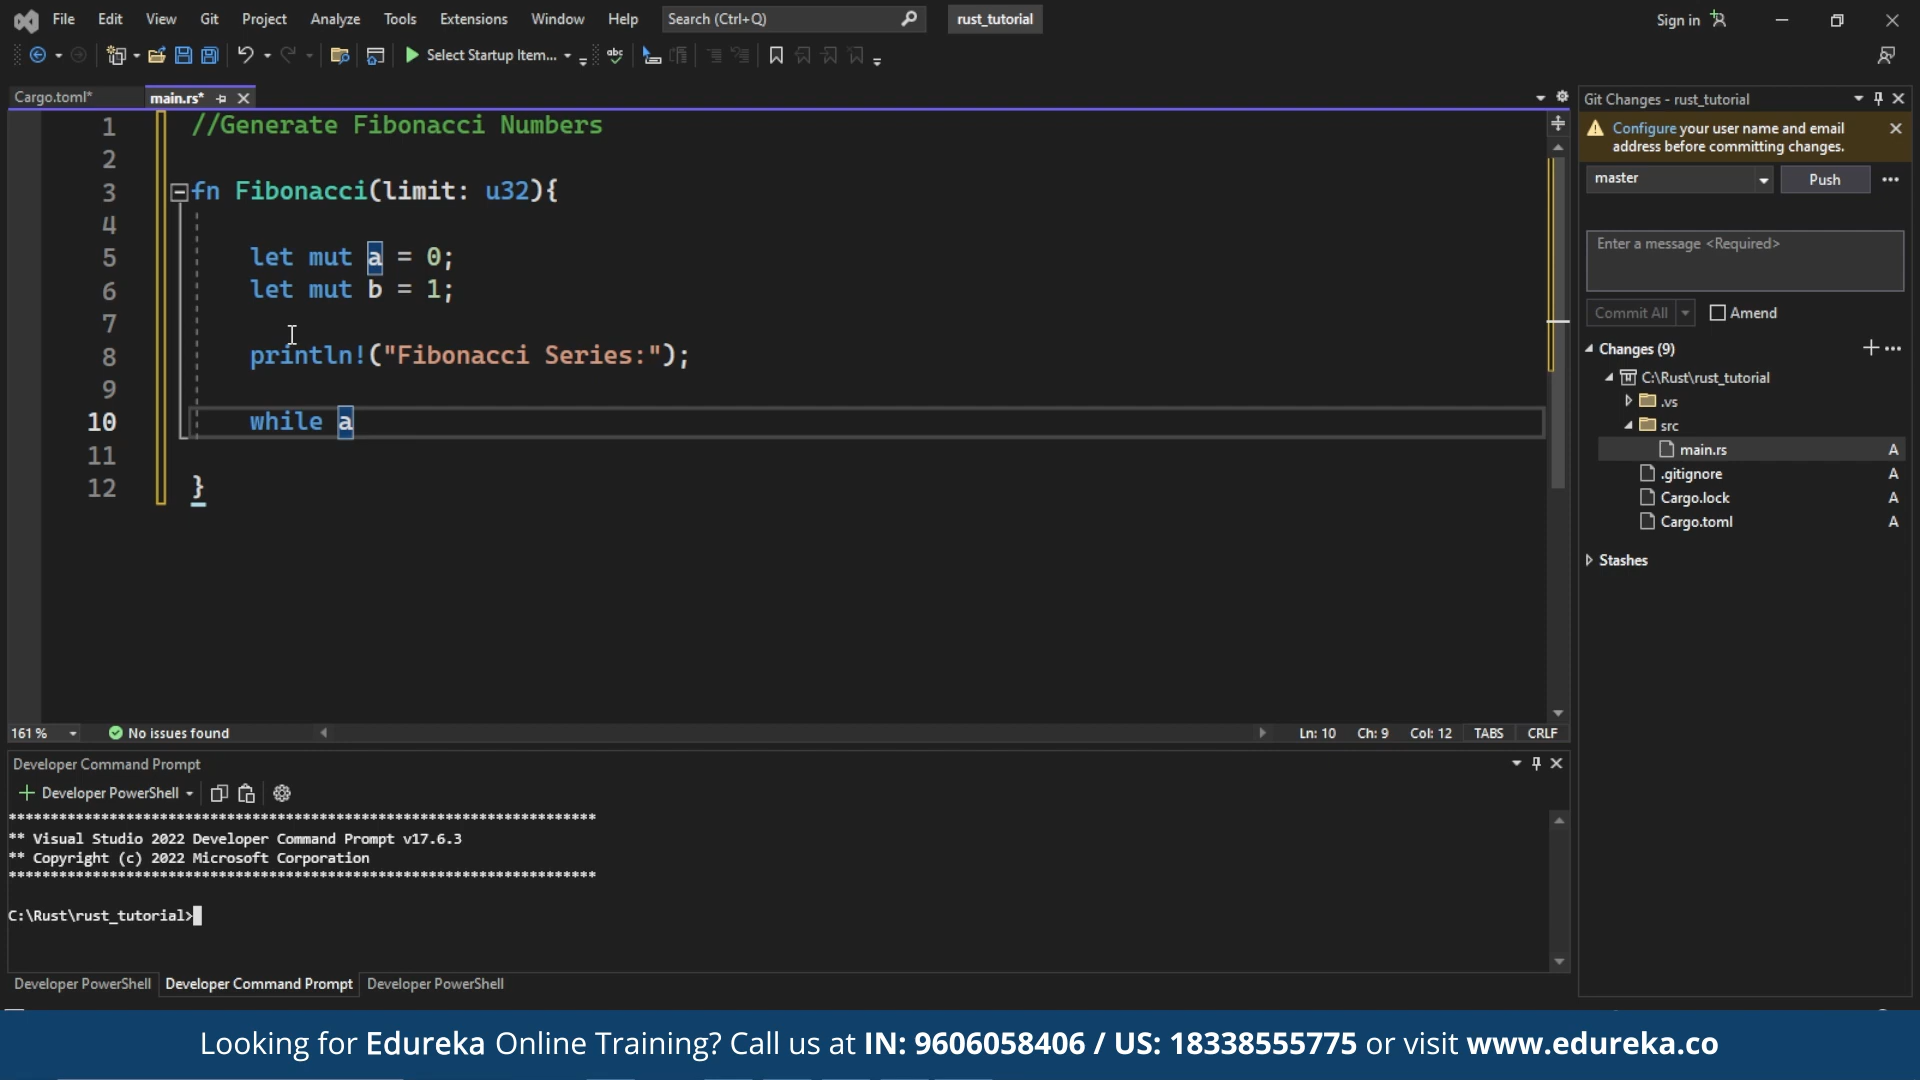 File Edit View Git Project Analyze Tools Extensions Window Help Search (Ctrl+Q) rust_tutorial Sign in
Select Startup Item...
Cargo.toml* main.rs*
1 //Generate Fibonacci Numbers
2
3 fn Fibonacci(limit: u32){
4
5 let mut a = 0;
6 let mut b = 1;
7
8 println!("Fibonacci Series:");
9
10 while a
11
12 }
161 % No issues found Ln: 10 Ch: 9 Col: 12 TABS CRLF
Git Changes - rust_tutorial
Configure your user name and email
address before committing changes.
master Push
Enter a message <Required>
Commit All Amend
Changes (9)
C:\Rust\rust_tutorial
.vs
src
main.rs A
.gitignore A
Cargo.lock A
Cargo.toml A
Stashes
Developer Command Prompt
Developer PowerShell
**********************************************************************
** Visual Studio 2022 Developer Command Prompt v17.6.3
** Copyright (c) 2022 Microsoft Corporation
**********************************************************************
C:\Rust\rust_tutorial>
Developer PowerShell Developer Command Prompt Developer PowerShell
Looking for Edureka Online Training? Call us at IN: 9606058406 / US: 18338555775 or visit www.edureka.co